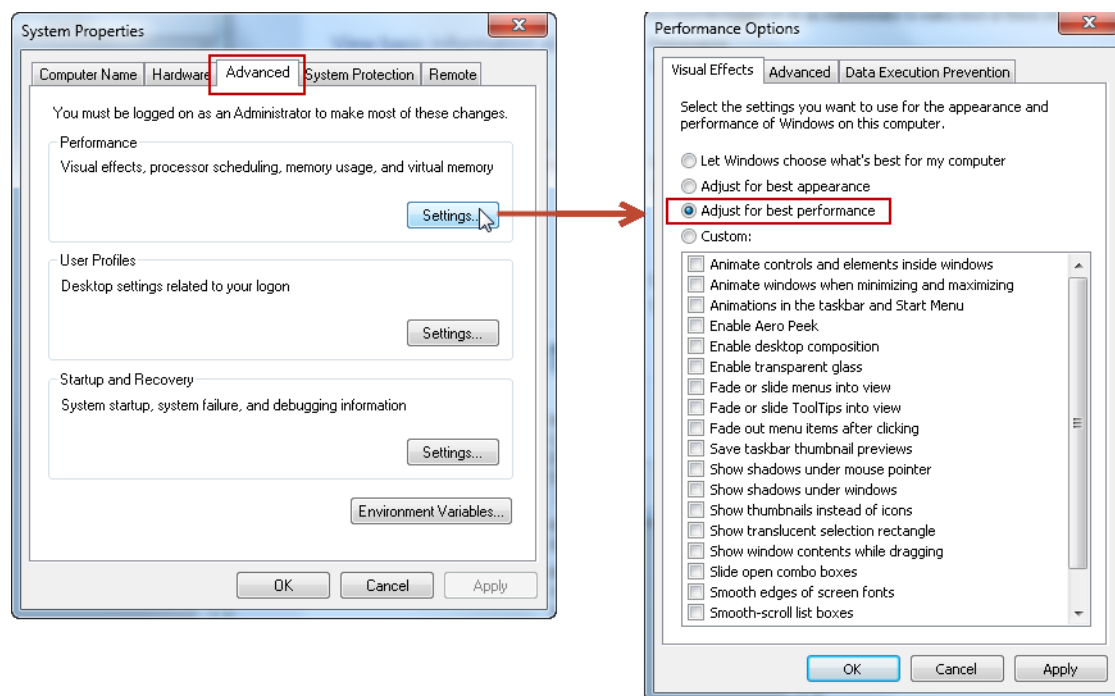 System Properties
Computer Name Hardware Advanced System Protection Remote
You must be logged on as an Administrator to make most of these changes.
Performance
Visual effects, processor scheduling, memory usage, and virtual memory
Settings...
User Profiles
Desktop settings related to your logon
Settings...
Startup and Recovery
System startup, system failure, and debugging information
Settings...
Environment Variables...
OK Cancel Apply
Performance Options
Visual Effects Advanced Data Execution Prevention
Select the settings you want to use for the appearance and
performance of Windows on this computer.
Let Windows choose what's best for my computer
Adjust for best appearance
Adjust for best performance
Custom:
Animate controls and elements inside windows
Animate windows when minimizing and maximizing
Animations in the taskbar and Start Menu
Enable Aero Peek
Enable desktop composition
Enable transparent glass
Fade or slide menus into view
Fade or slide ToolTips into view
Fade out menu items after clicking
Save taskbar thumbnail previews
Show shadows under mouse pointer
Show shadows under windows
Show thumbnails instead of icons
Show translucent selection rectangle
Show window contents while dragging
Slide open combo boxes
Smooth edges of screen fonts
Smooth-scroll list boxes
OK Cancel Apply